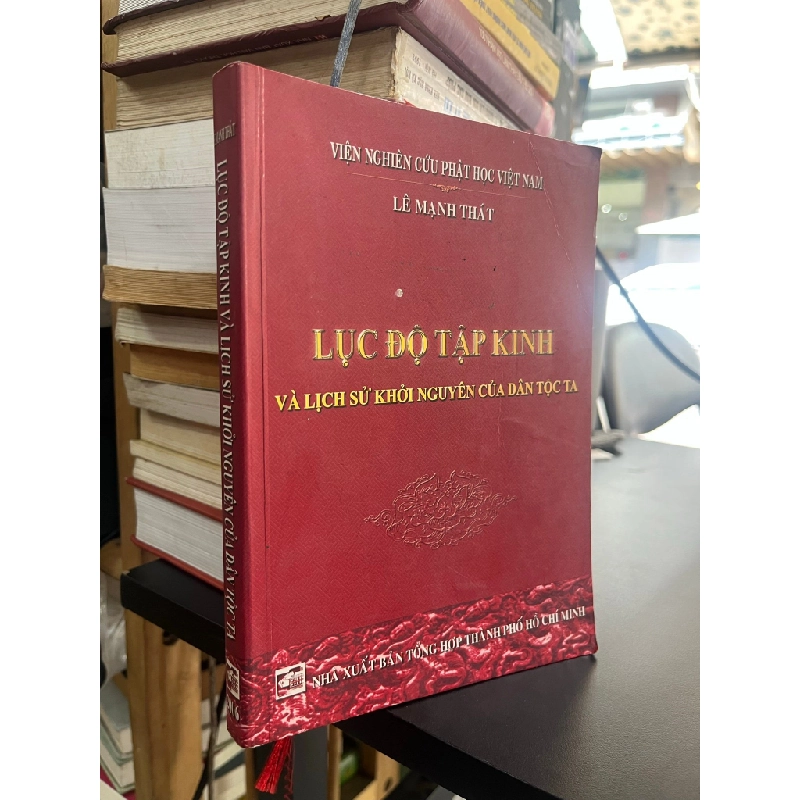 VIỆN NGHIÊN CỨU PHẬT HỌC VIỆT NAM
LÊ MẠNH THÁT
LỤC ĐỘ TẬP KINH
VÀ LỊCH SỬ KHỞI NGUYÊN CỦA DÂN TỘC TA
NHÀ XUẤT BẢN TỔNG HỢP THÀNH PHỐ HỒ CHÍ MINH
LỤC ĐỘ TẬP KINH VÀ LỊCH SỬ KHỞI NGUYÊN CỦA DÂN TỘC TA